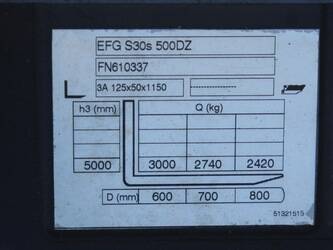 EFG S30s 500DZ
FN610337
3A 125x50x1150 --------------
h3 (mm) Q (kg)
5000 3000 2740 2420
D (mm) 600 700 800
51321515